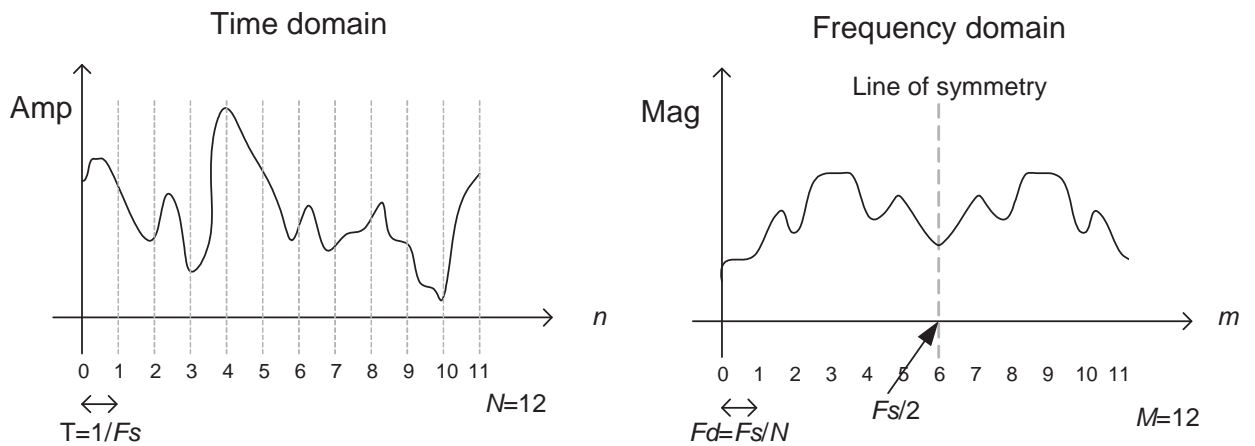 Time domain
Amp
n
0 1 2 3 4 5 6 7 8 9 10 11
N=12
T=1/Fs
Frequency domain
Line of symmetry
Mag
m
0 1 2 3 4 5 6 7 8 9 10 11
Fs/2
Fd=Fs/N
M=12